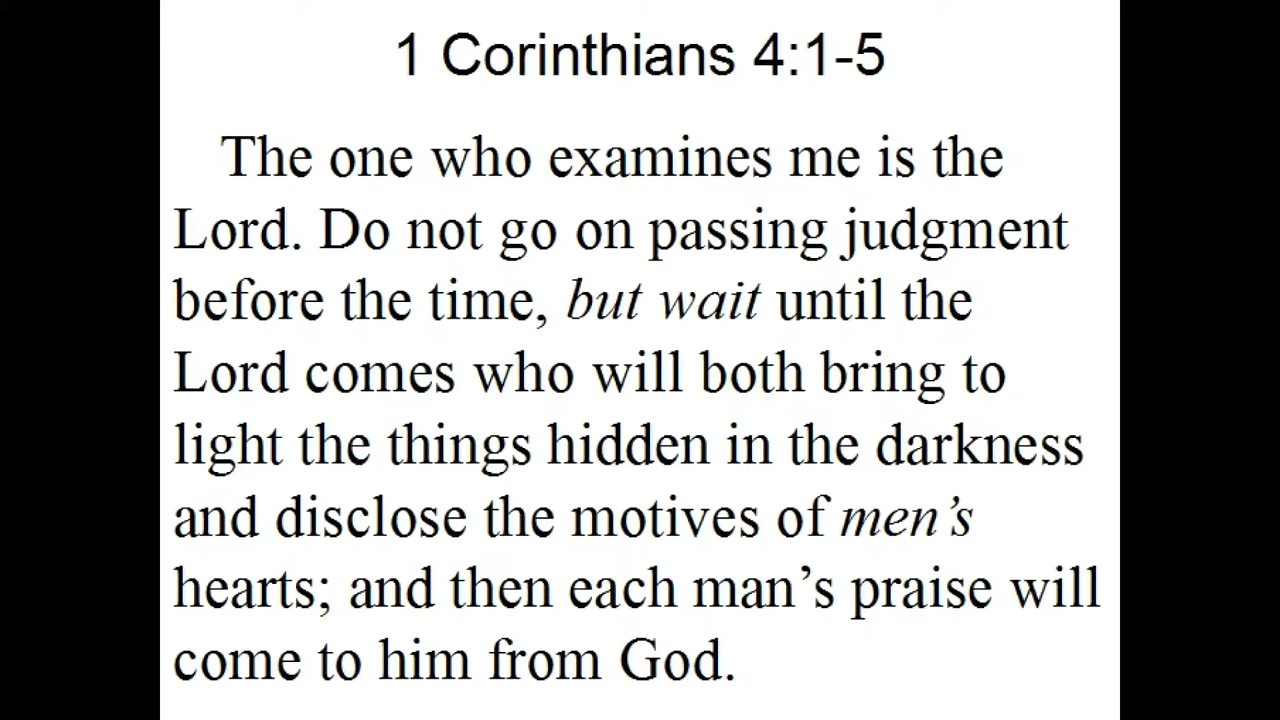 1 Corinthians 4:1-5
The one who examines me is the
Lord. Do not go on passing judgment
before the time, but wait until the
Lord comes who will both bring to
light the things hidden in the darkness
and disclose the motives of men’s
hearts; and then each man’s praise will
come to him from God.